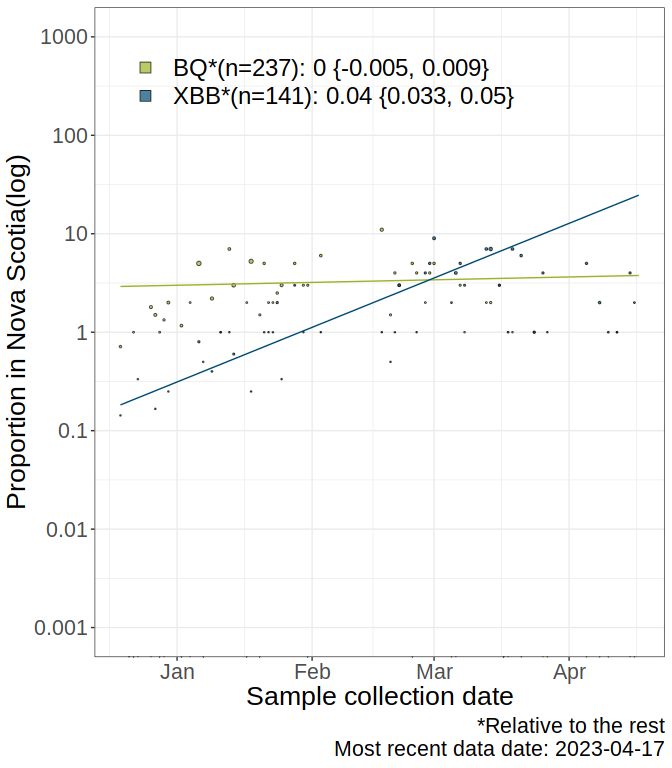 1000
100
10
1
0.1
0.01
0.001
Proportion in Nova Scotia(log)
BQ*(n=237): 0 {-0.005, 0.009}
XBB*(n=141): 0.04 {0.033, 0.05}
Jan Feb Mar Apr
Sample collection date
*Relative to the rest
Most recent data date: 2023-04-17